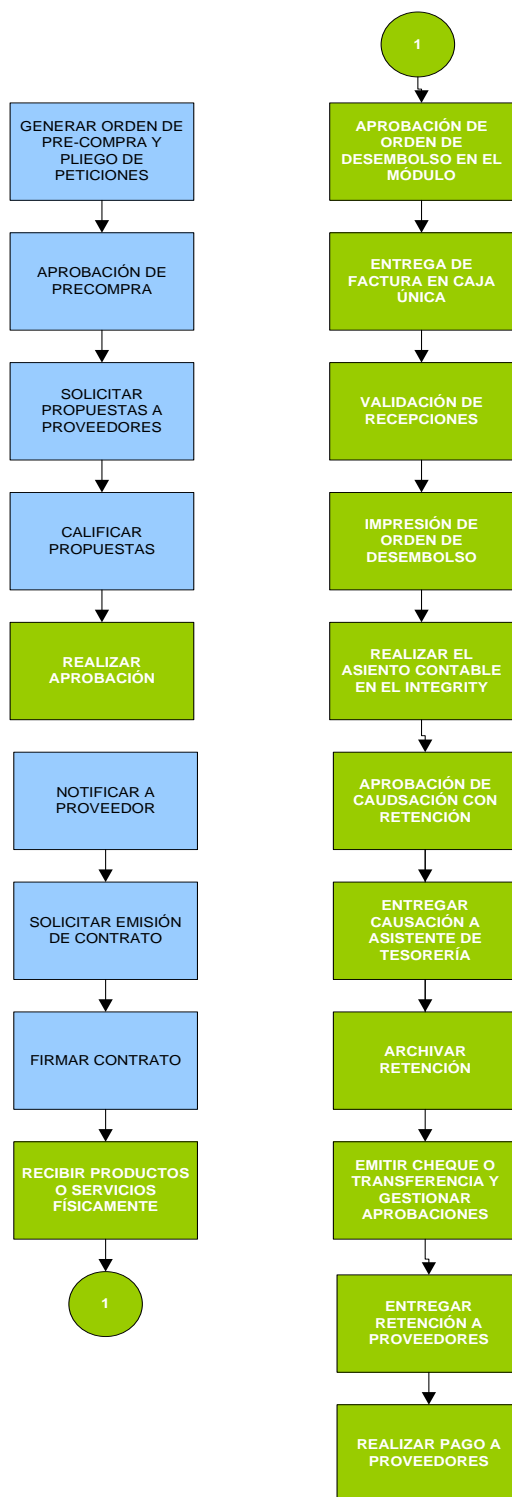 GENERAR ORDEN DE
PRE-COMPRA Y
PLIEGO DE
PETICIONES
APROBACIÓN DE
PRECOMPRA
SOLICITAR
PROPUESTAS A
PROVEEDORES
CALIFICAR
PROPUESTAS
REALIZAR
APROBACIÓN
NOTIFICAR A
PROVEEDOR
SOLICITAR EMISIÓN
DE CONTRATO
FIRMAR CONTRATO
RECIBIR PRODUCTOS
O SERVICIOS
FÍSICAMENTE
1
1
APROBACIÓN DE
ORDEN DE
DESEMBOLSO EN EL
MÓDULO
ENTREGA DE
FACTURA EN CAJA
ÚNICA
VALIDACIÓN DE
RECEPCIONES
IMPRESIÓN DE
ORDEN DE
DESEMBOLSO
REALIZAR EL
ASIENTO CONTABLE
EN EL INTEGRITY
APROBACIÓN DE
CAUDSACIÓN CON
RETENCIÓN
ENTREGAR
CAUSACIÓN A
ASISTENTE DE
TESORERÍA
ARCHIVAR
RETENCIÓN
EMITIR CHEQUE O
TRANSFERENCIA Y
GESTIONAR
APROBACIONES
ENTREGAR
RETENCIÓN A
PROVEEDORES
REALIZAR PAGO A
PROVEEDORES